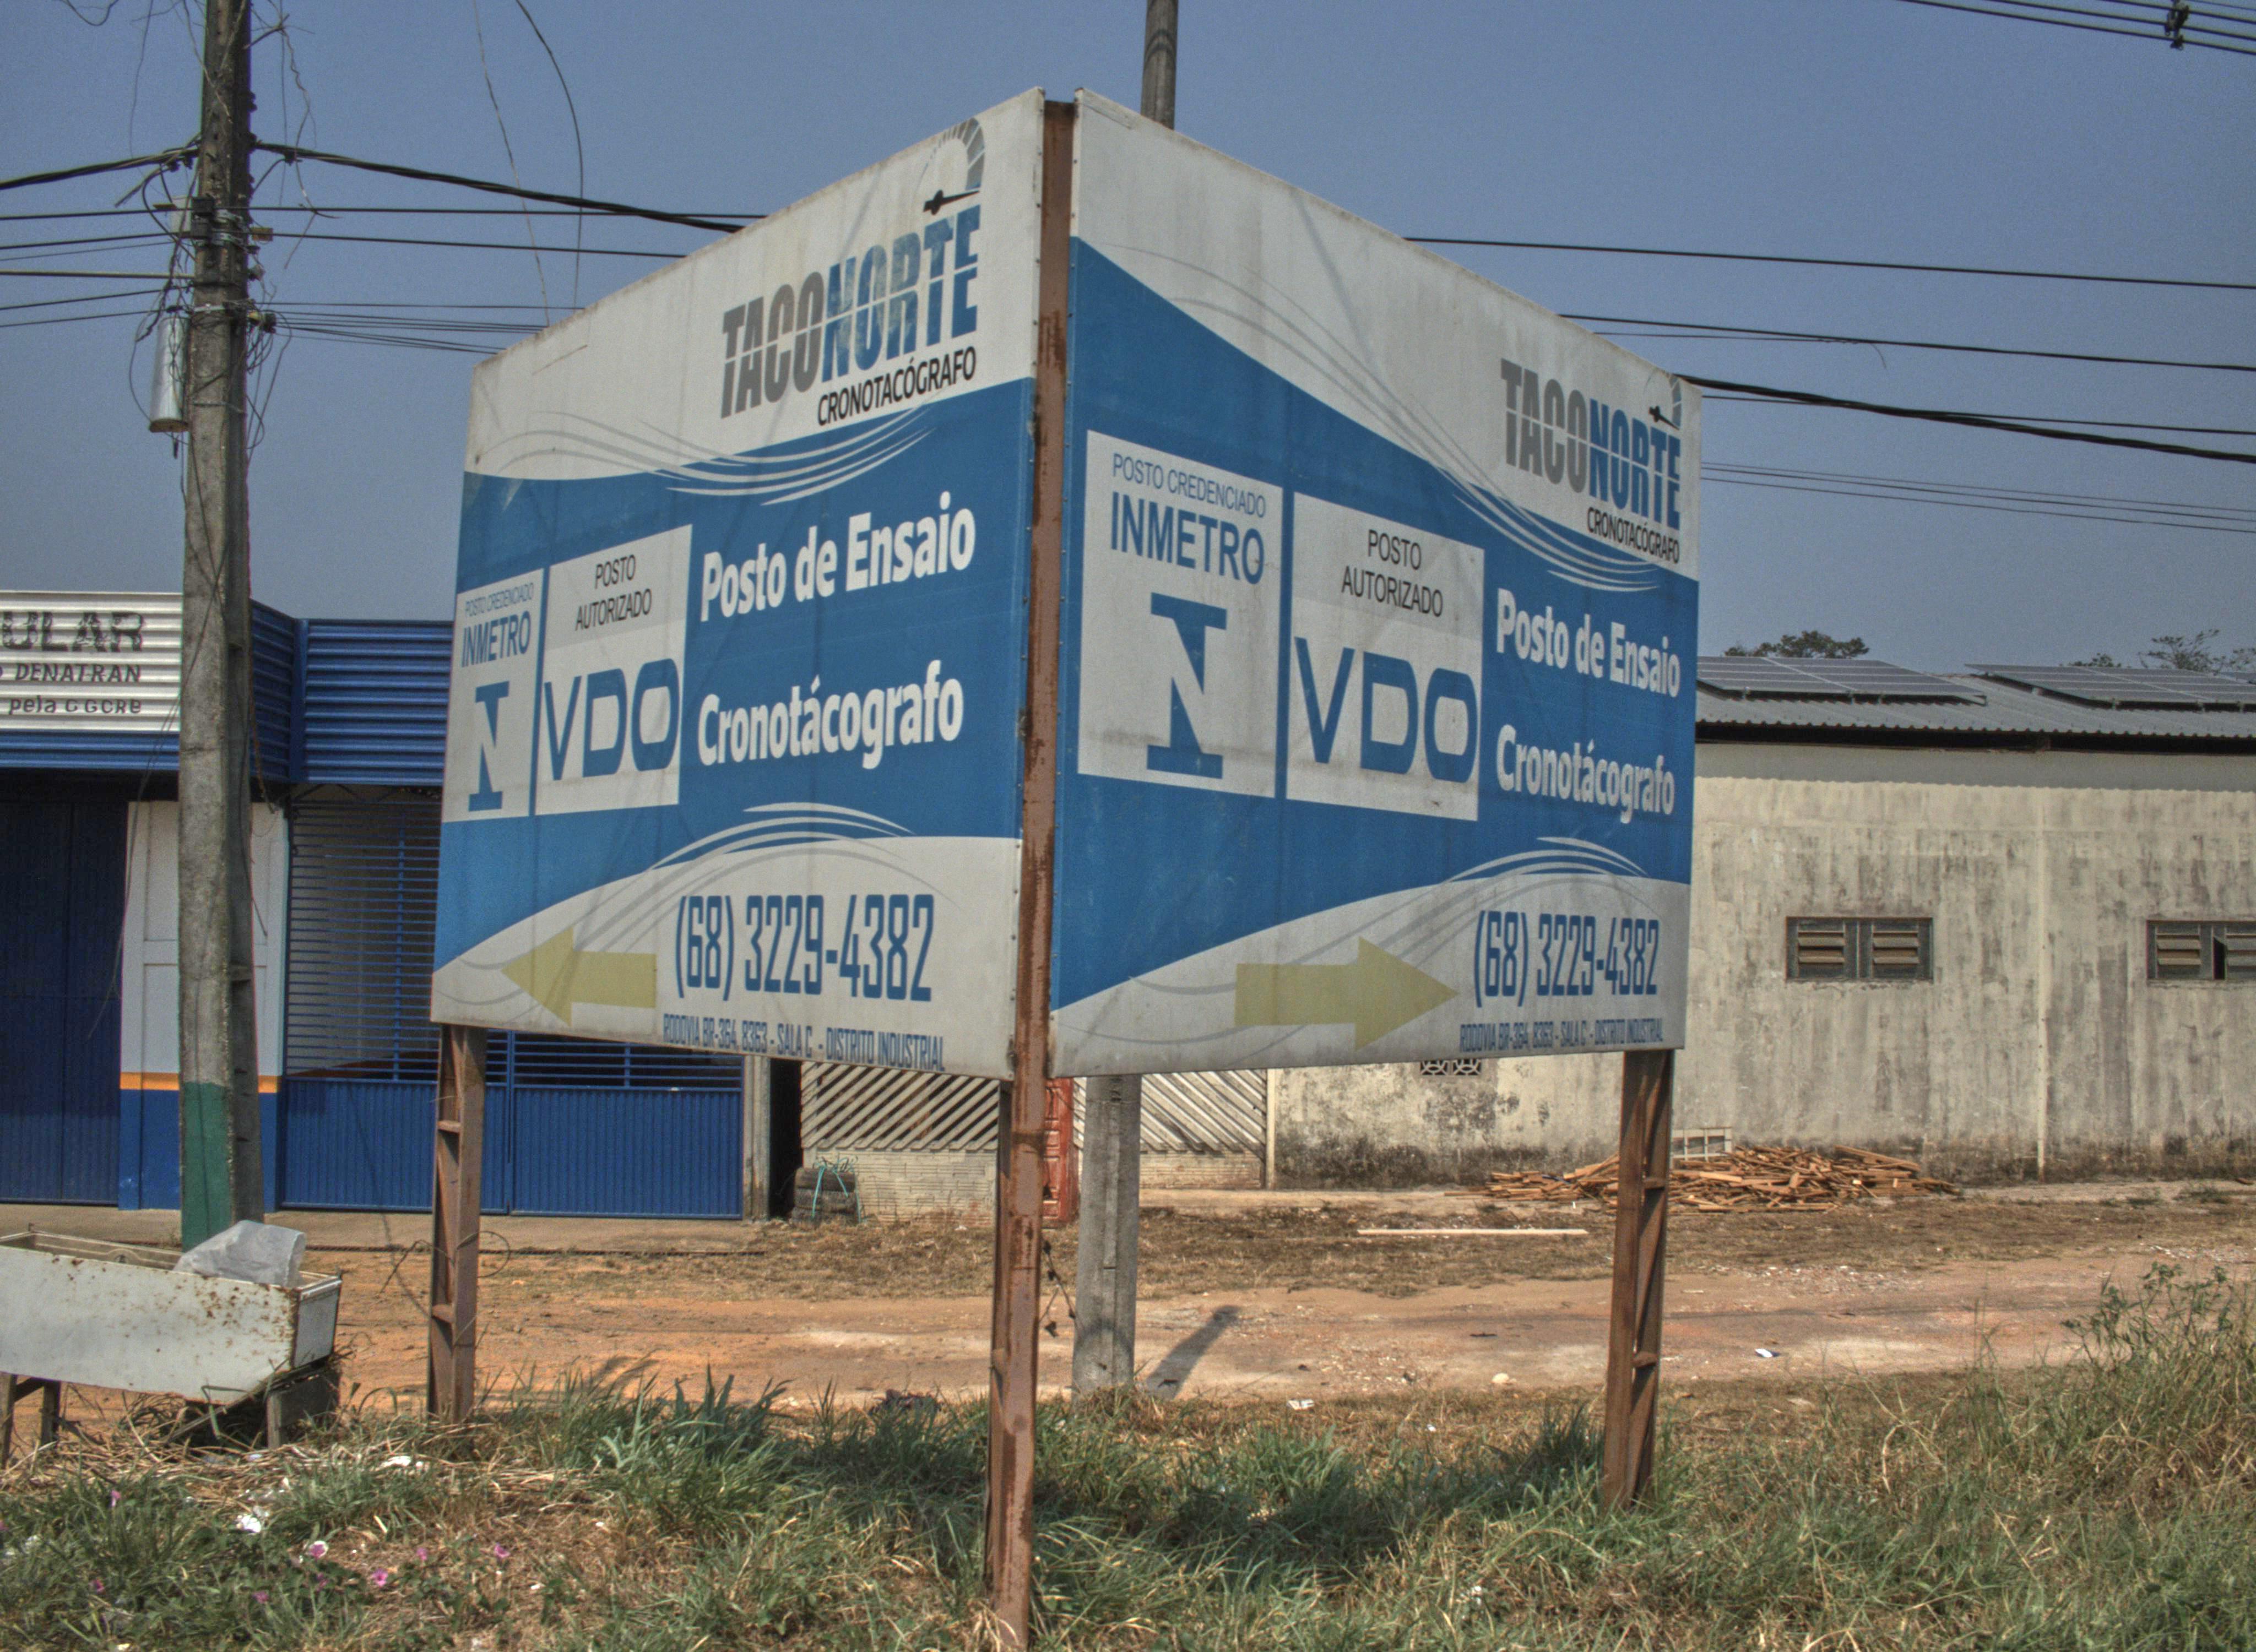 ULAR
DENATRAN
pela
TACONORTE
CRONOTACÓGRAFO
POSTO CREDENCIADO
INMETRO
POSTO
AUTORIZADO
VDO
Posto de Ensaio
Cronotácografo
(68) 3229-4382
RODOVIA BR-364, 8363 - SALA C - DISTRITO INDUSTRIAL
TACONORTE
CRONOTACÓGRAFO
POSTO CREDENCIADO
INMETRO
POSTO
AUTORIZADO
VDO
Posto de Ensaio
Cronotácografo
(68) 3229-4382
RODOVIA BR-364, 8363 - SALA C - DISTRITO INDUSTRIAL